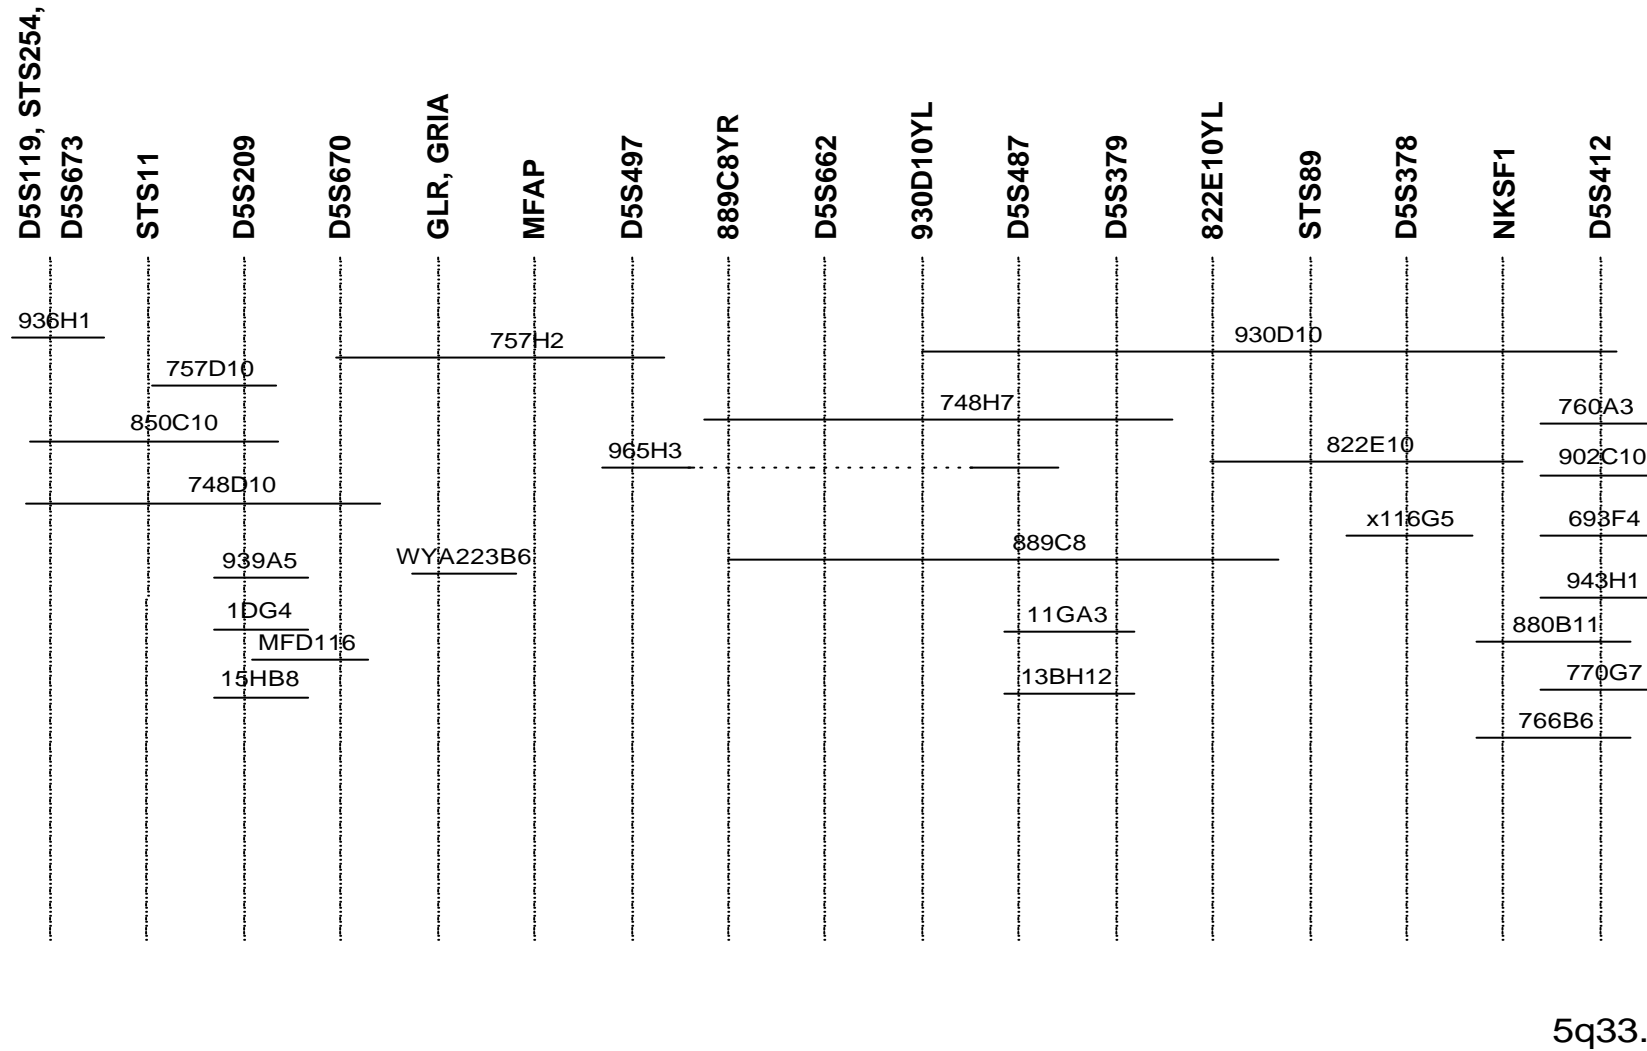 D5S119, STS254,
D5S673
STS11
D5S209
D5S670
GLR, GRIA
MFAP
D5S497
889C8YR
D5S662
930D10YL
D5S487
D5S379
822E10YL
STS89
D5S378
NKSF1
D5S412
936H1
757H2
930D10
757D10
748H7
760A3
850C10
965H3
822E10
902C10
748D10
x116G5
693F4
939A5
WYA223B6
889C8
943H1
1DG4
11GA3
880B11
MFD116
15HB8
13BH12
770G7
766B6
5q33.